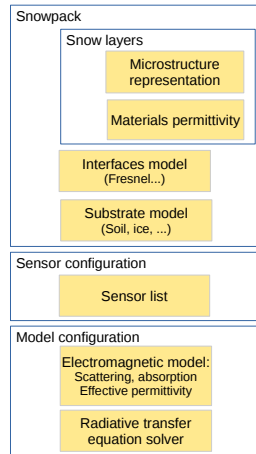 Snowpack
Snow layers
Microstructure
representation
Materials permittivity
Interfaces model
(Fresnel...)
Substrate model
(Soil, ice, ...)
Sensor configuration
Sensor list
Model configuration
Electromagnetic model:
Scattering, absorption
Effective permittivity
Radiative transfer
equation solver